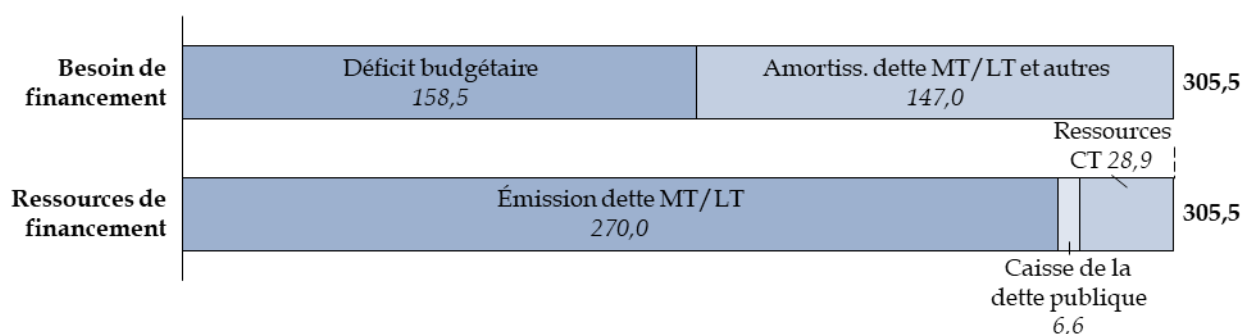 Besoin de
financement
Déficit budgétaire
158,5
Amortiss. dette MT/LT et autres
147,0
305,5
Ressources
CT 28,9
Ressources de
financement
Émission dette MT/LT
270,0
305,5
Caisse de la
dette publique
6,6